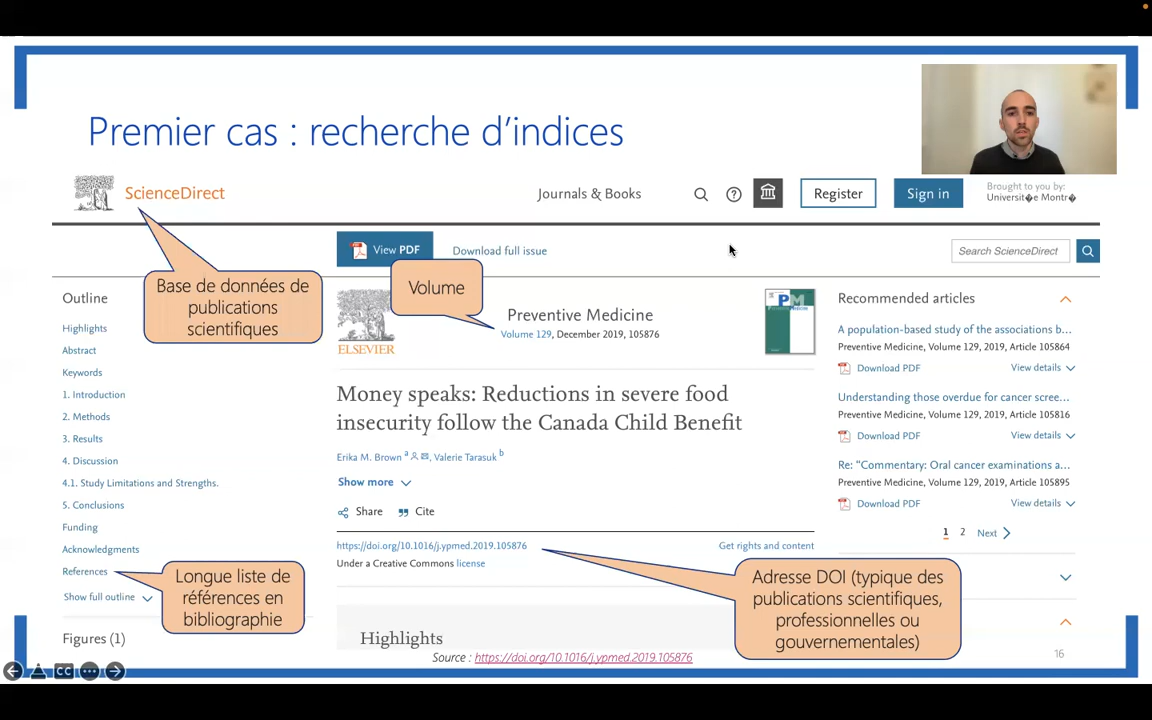 Premier cas : recherche d’indices
ScienceDirect
Journals & Books
Register
Sign in
Brought to you by:
Universit�e Montr�
View PDF
Download full issue
Search ScienceDirect
Base de données de
publications
scientifiques
Volume
Outline
Highlights
Abstract
Keywords
1. Introduction
2. Methods
3. Results
4. Discussion
4.1. Study Limitations and Strengths.
5. Conclusions
Funding
Acknowledgments
References
Show full outline
Figures (1)
Longue liste de
références en
bibliographie
ELSEVIER
Preventive Medicine
Volume 129, December 2019, 105876
PM
Money speaks: Reductions in severe food
insecurity follow the Canada Child Benefit
Erika M. Brown a, Valerie Tarasuk b
Show more
Share
Cite
https://doi.org/10.1016/j.ypmed.2019.105876
Get rights and content
Under a Creative Commons license
Highlights
Adresse DOI (typique des
publications scientifiques,
professionnelles ou
gouvernementales)
Recommended articles
A population-based study of the associations b...
Preventive Medicine, Volume 129, 2019, Article 105864
Download PDF
View details
Understanding those overdue for cancer scree...
Preventive Medicine, Volume 129, 2019, Article 105816
Download PDF
View details
Re: "Commentary: Oral cancer examinations a...
Preventive Medicine, Volume 129, 2019, Article 105895
Download PDF
View details
1 2 Next
Source : https://doi.org/10.1016/j.ypmed.2019.105876
16
CC